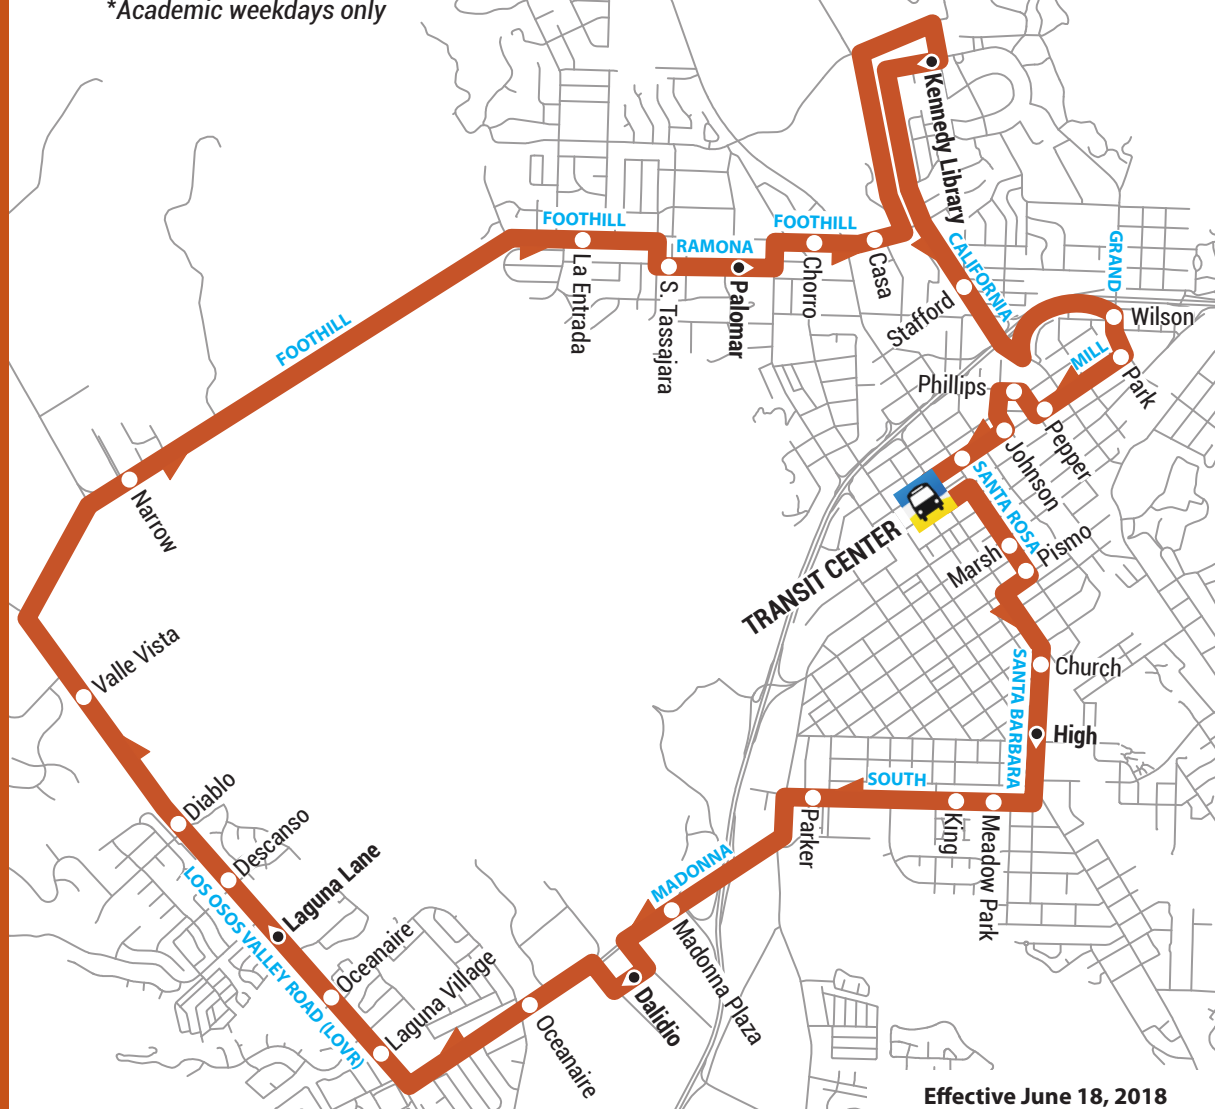 *Academic weekdays only
Kennedy Library
FOOTHILL
FOOTHILL
RAMONA
CALIFORNIA
GRAND
La Entrada
S. Tassajara
Palomar
Chorro
Casa
Stafford
Wilson
FOOTHILL
MILL
Park
Phillips
Pepper
Johnson
SANTA ROSA
Narrow
TRANSIT CENTER
Marsh
Pismo
Valle Vista
Church
SANTA BARBARA
High
SOUTH
Diablo
Descanso
Parker
King
Meadow Park
MADONNA
Laguna Lane
LOS OSOS VALLEY ROAD (LOVR)
Oceanaire
Laguna Village
Madonna Plaza
Dalidio
Oceanaire
Effective June 18, 2018